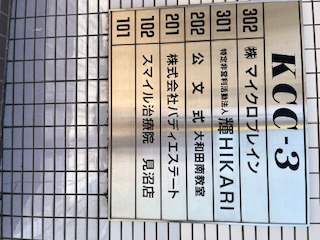 KCC-3
302 ㈱マイクロブレイン
301 特定非営利活動法人 輝HIKARI
202 公文式 大和田南教室
201 株式会社バディエステート
102 スマイル治療院 見沼店
101